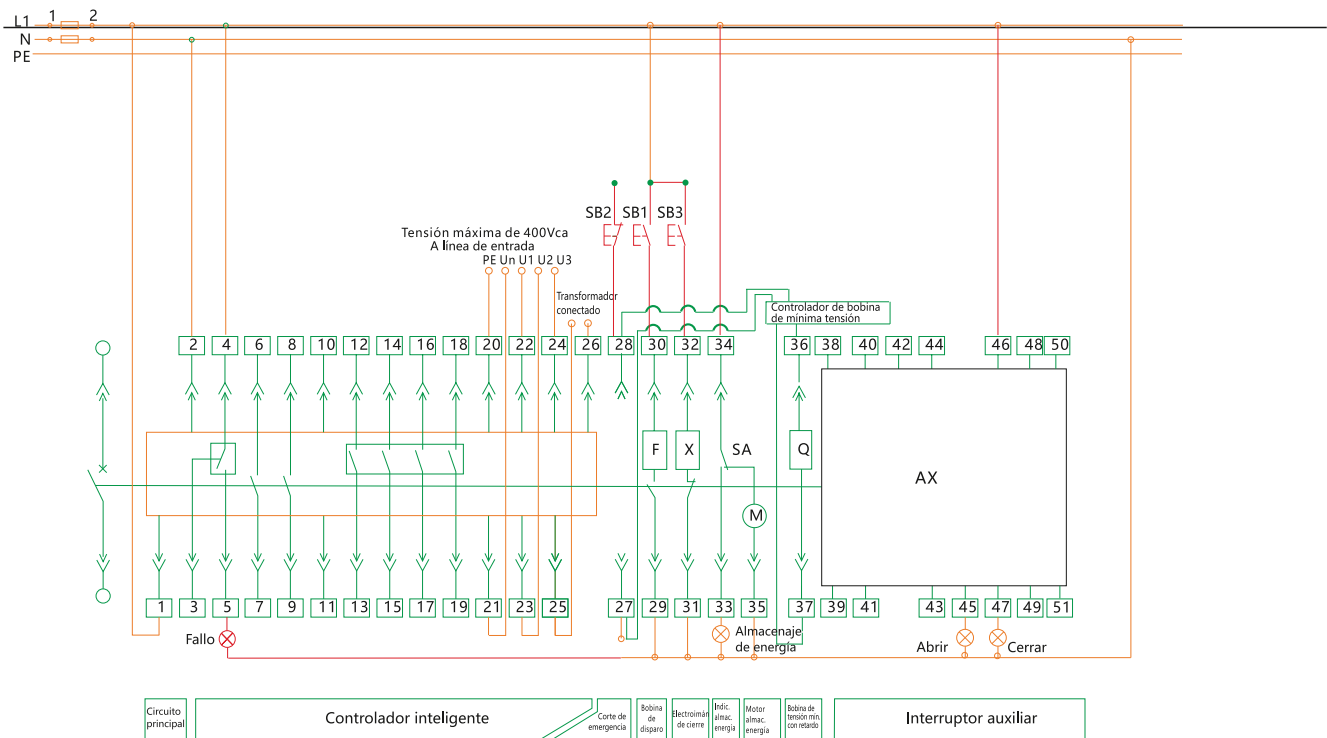 L1 1 2
N
PE
SB2 SB1 SB3
Tensión máxima de 400Vca
A línea de entrada
PE Un U1 U2 U3
Transformador
conectado
Controlador de bobina
de mínima tensión
2 4 6 8 10 12 14 16 18 20 22 24 26 28 30 32 34 36 38 40 42 44 46 48 50
F X SA Q
AX
M
1 3 5 7 9 11 13 15 17 19 21 23 25 27 29 31 33 35 37 39 41 43 45 47 49 51
Fallo
Almacenaje
de energía
Abrir
Cerrar
Circuito
principal
Controlador inteligente
Corte de
emergencia
Bobina
de
disparo
Electroimán
de cierre
Indic.
almac.
energía
Motor
almac.
energía
Bobina de
tensión mín.
con retardo
Interruptor auxiliar